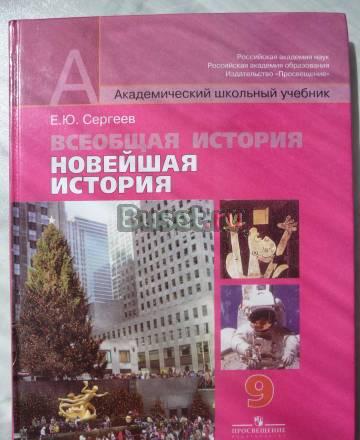 А
Российская академия наук
Российская академия образования
Издательство «Просвещение»
Академический школьный учебник
Е.Ю. Сергеев
ВСЕОБЩАЯ ИСТОРИЯ
НОВЕЙШАЯ
ИСТОРИЯ
Buset.ru
9
ПРОСВЕЩЕНИЕ